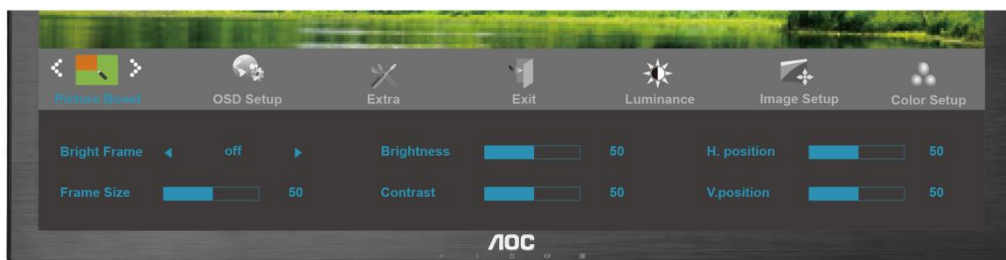 Picture Boost OSD Setup Extra Exit Luminance Image Setup Color Setup
Bright Frame off Brightness 50 H. position 50
Frame Size 50 Contrast 50 V.position 50
AOC